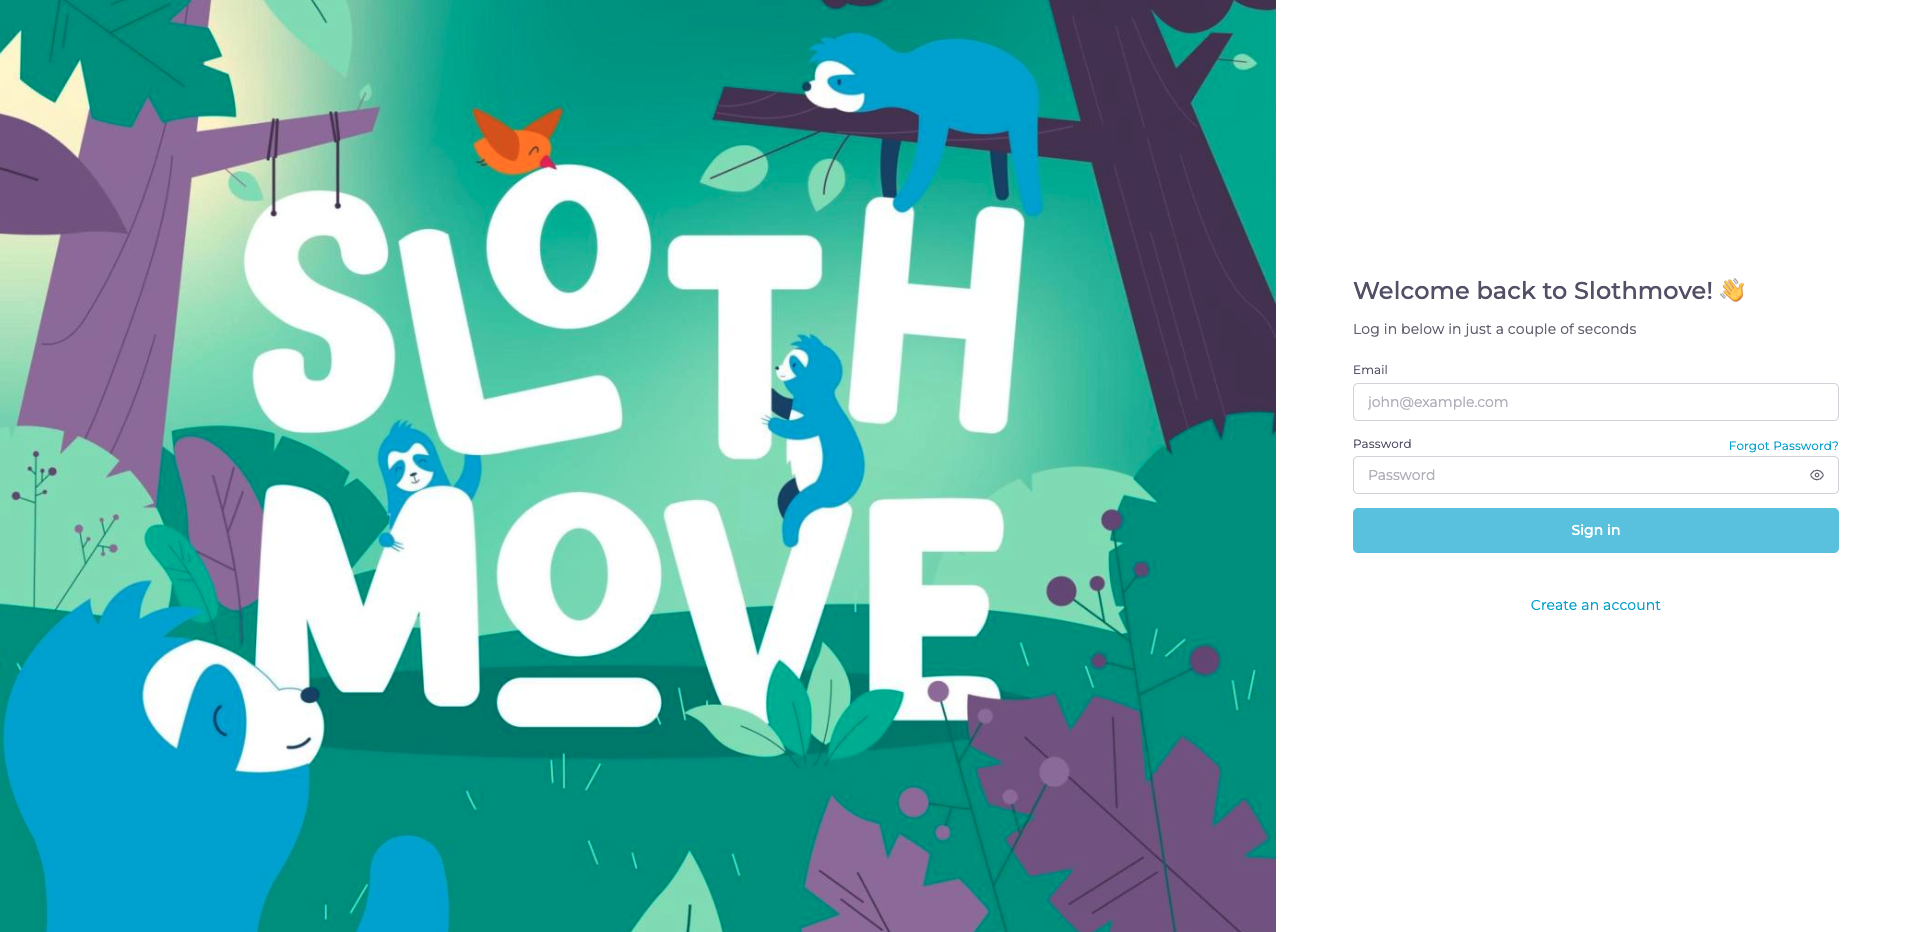 SLOTH
MOVE
Welcome back to Slothmove! 👋
Log in below in just a couple of seconds
Email
john@example.com
Password
Forgot Password?
Password
Sign in
Create an account